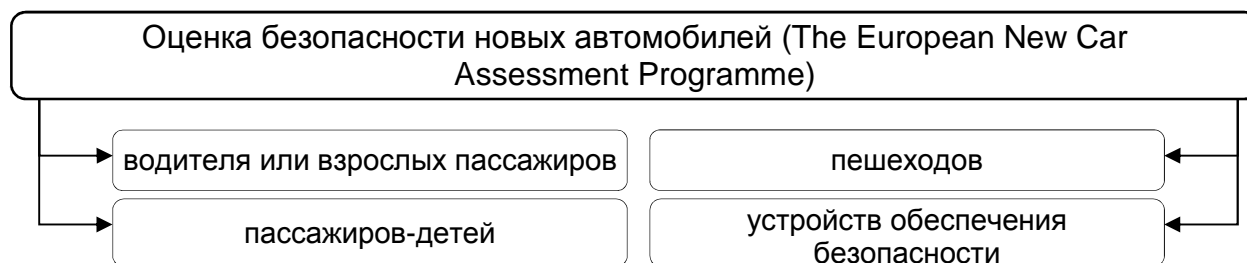 Оценка безопасности новых автомобилей (The European New Car
Assessment Programme)
водителя или взрослых пассажиров
пешеходов
пассажиров-детей
устройств обеспечения
безопасности